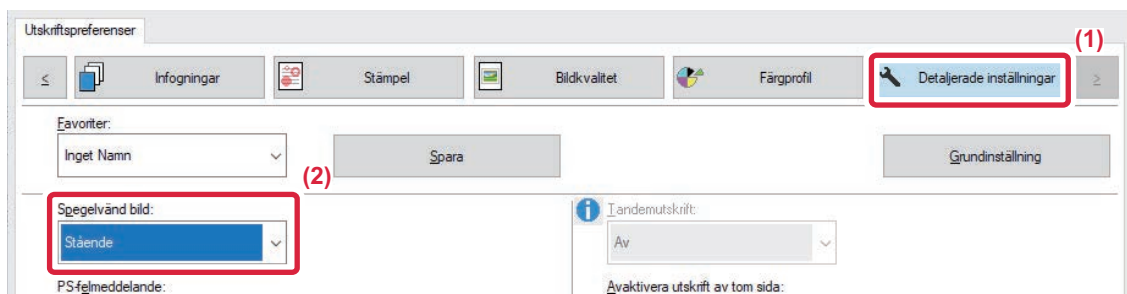 Utskriftspreferenser
(1)
< Infogningar Stämpel Bildkvalitet Färgprofil Detaljerade inställningar >
Favoriter:
Inget Namn Spara Grundinställning
(2)
Spegelvänd bild: Tandemutskrift:
Stående Av
PS-felmeddelande: Avaktivera utskrift av tom sida: